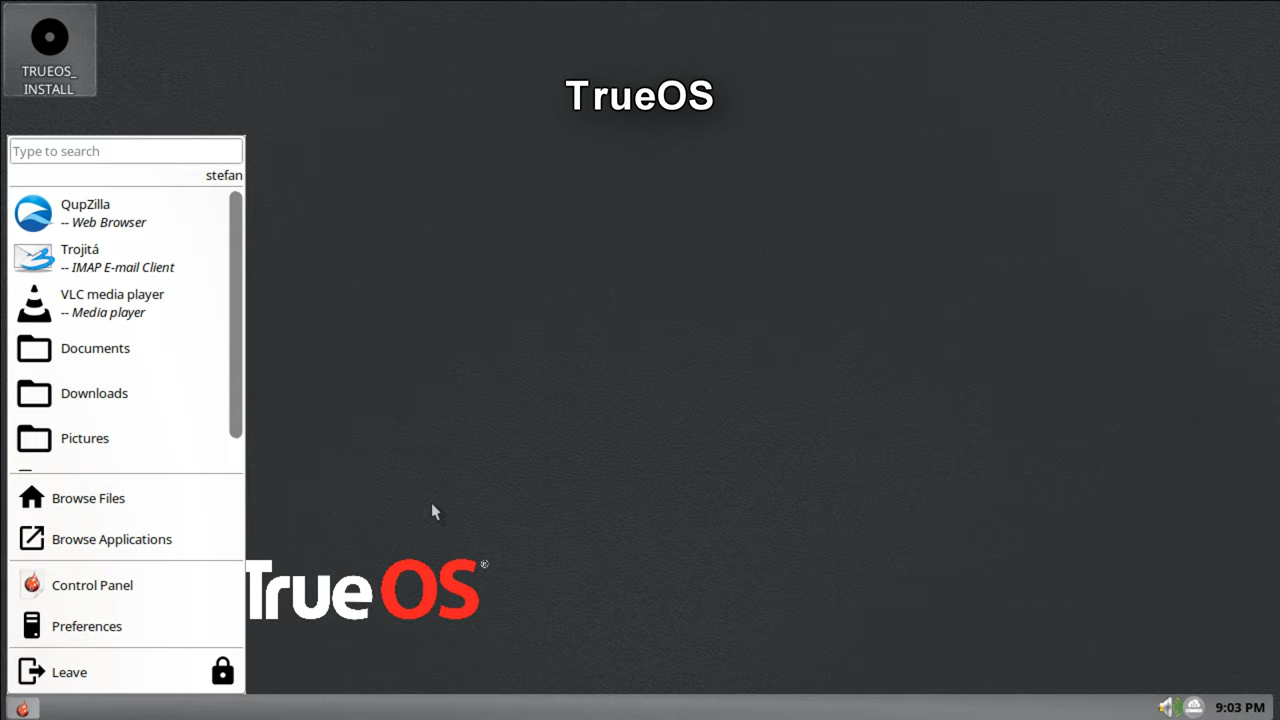 TRUEOS_
INSTALL
TrueOS
Type to search
stefan
QupZilla
-- Web Browser
Trojitá
-- IMAP E-mail Client
VLC media player
-- Media player
Documents
Downloads
Pictures
Browse Files
Browse Applications
Control Panel
Preferences
Leave
TrueOS®
9:03 PM